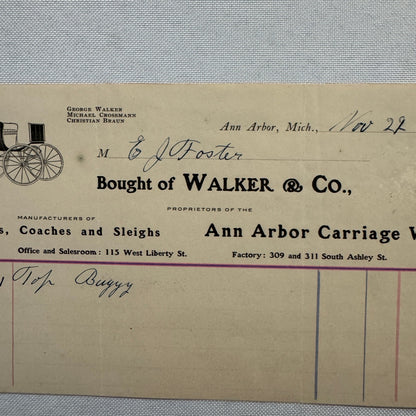 George Walker
Michael Grossmann
Christian Braun
Ann Arbor, Mich., Nov 29
M E J Foster
Bought of Walker & Co.,
MANUFACTURERS OF
PROPRIETORS OF THE
s, Coaches and Sleighs
Ann Arbor Carriage W
Office and Salesroom: 115 West Liberty St.
Factory: 309 and 311 South Ashley St.
1 Top Buggy